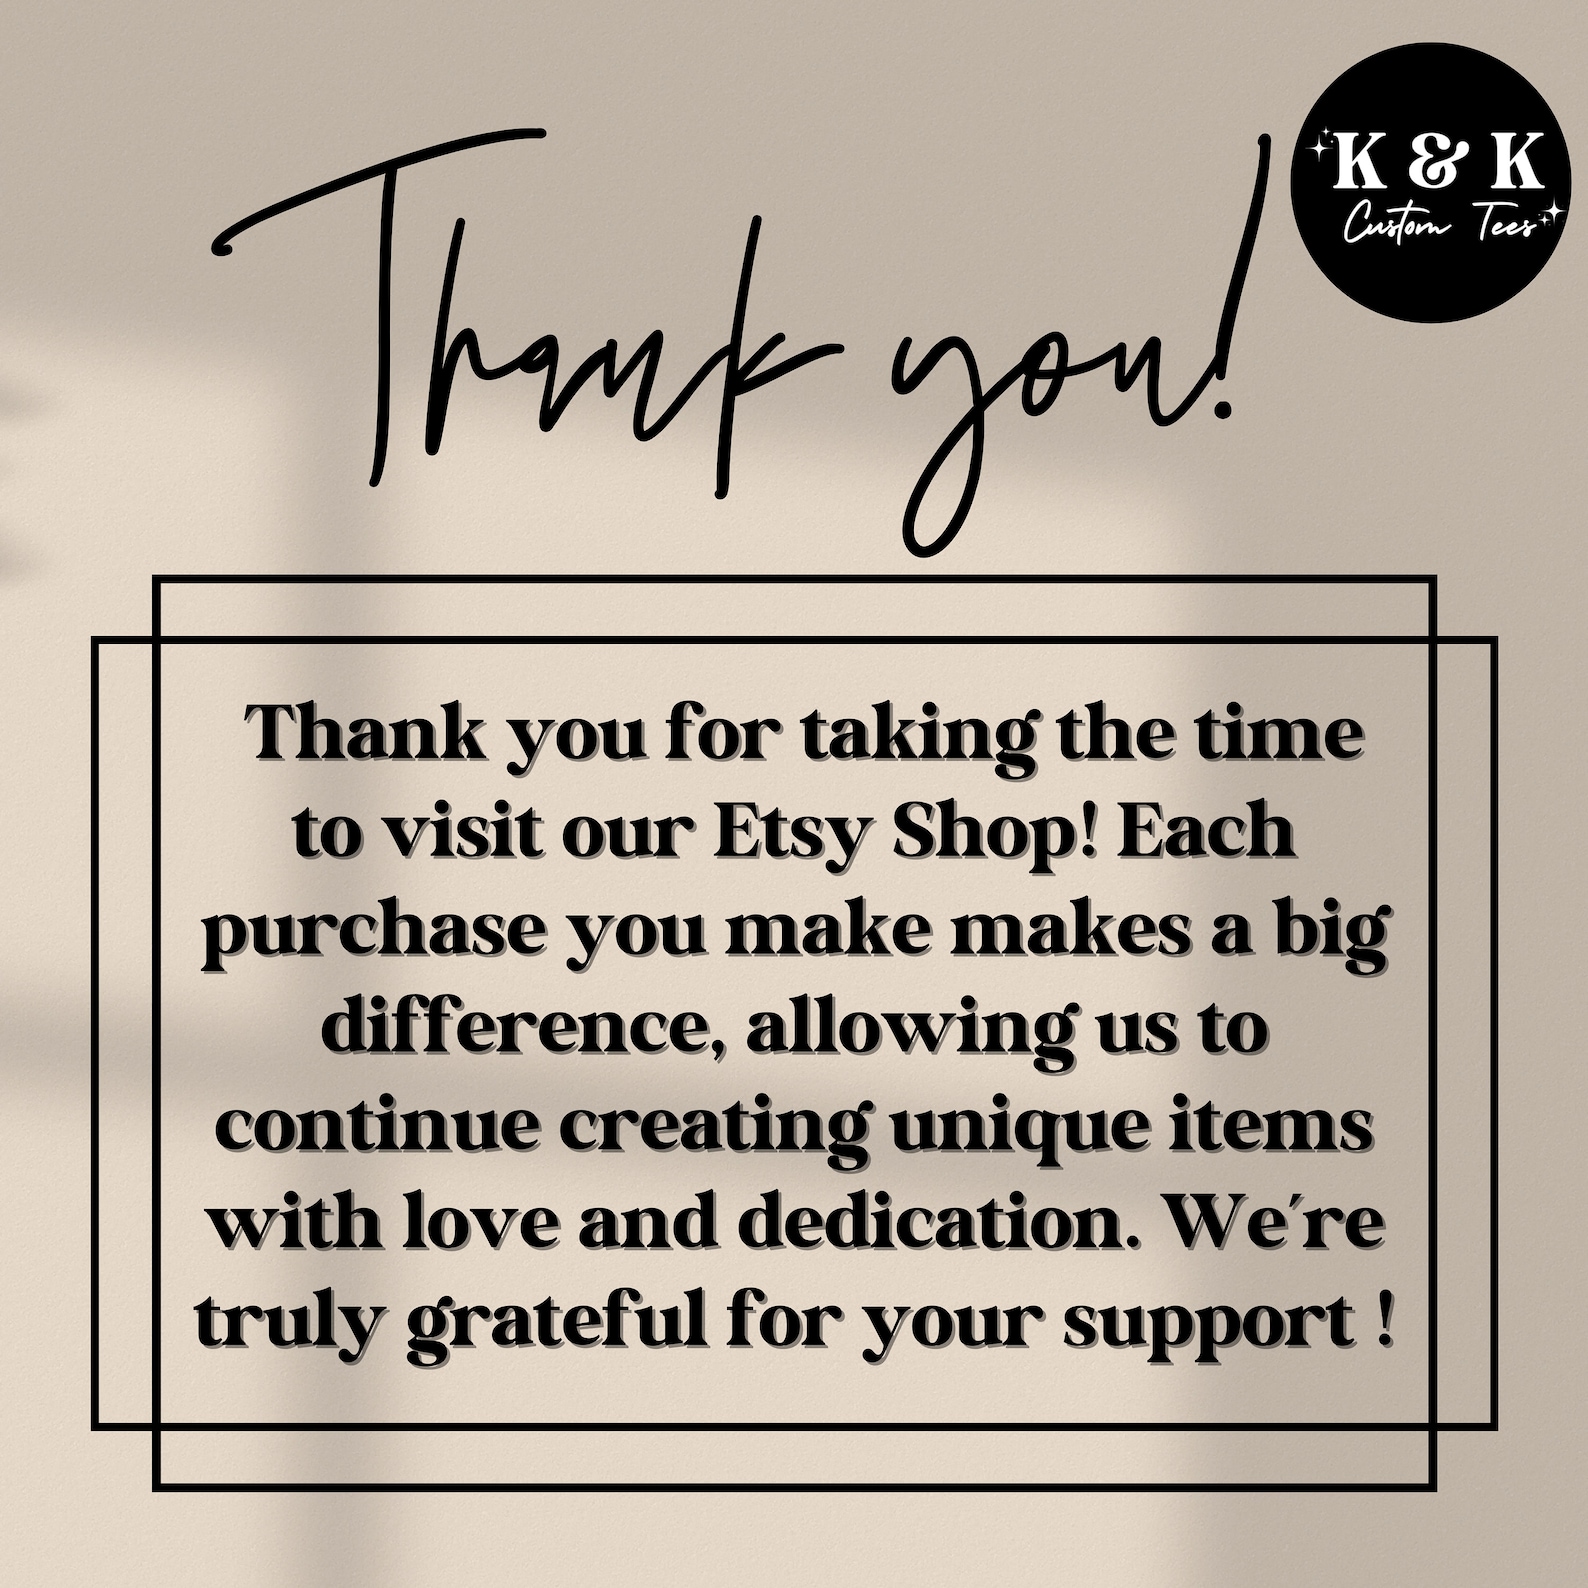 K & K
Custom Tees
Thank you!
Thank you for taking the time
to visit our Etsy Shop! Each
purchase you make makes a big
difference, allowing us to
continue creating unique items
with love and dedication. We're
truly grateful for your support !